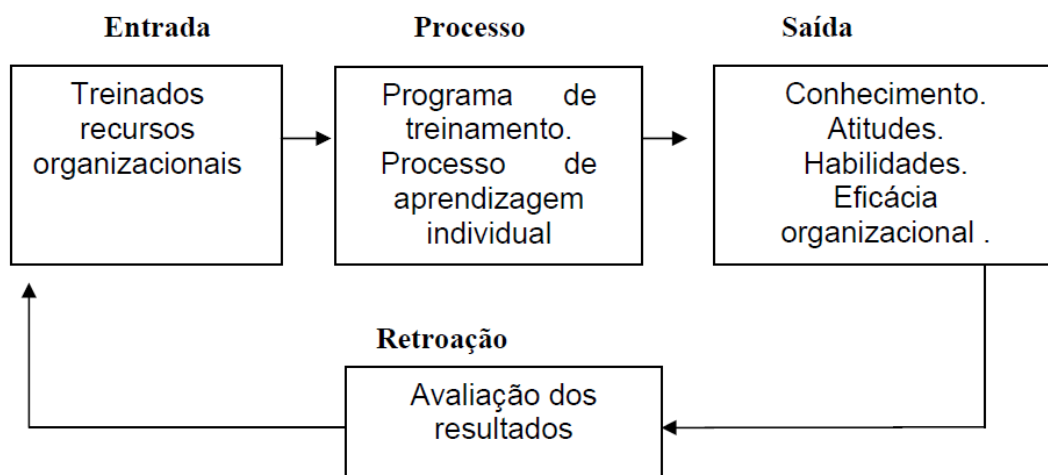 Entrada
Processo
Saída
Treinados
recursos
organizacionais
Programa de
treinamento.
Processo de
aprendizagem
individual
Conhecimento.
Atitudes.
Habilidades.
Eficácia
organizacional .
Retroação
Avaliação dos
resultados